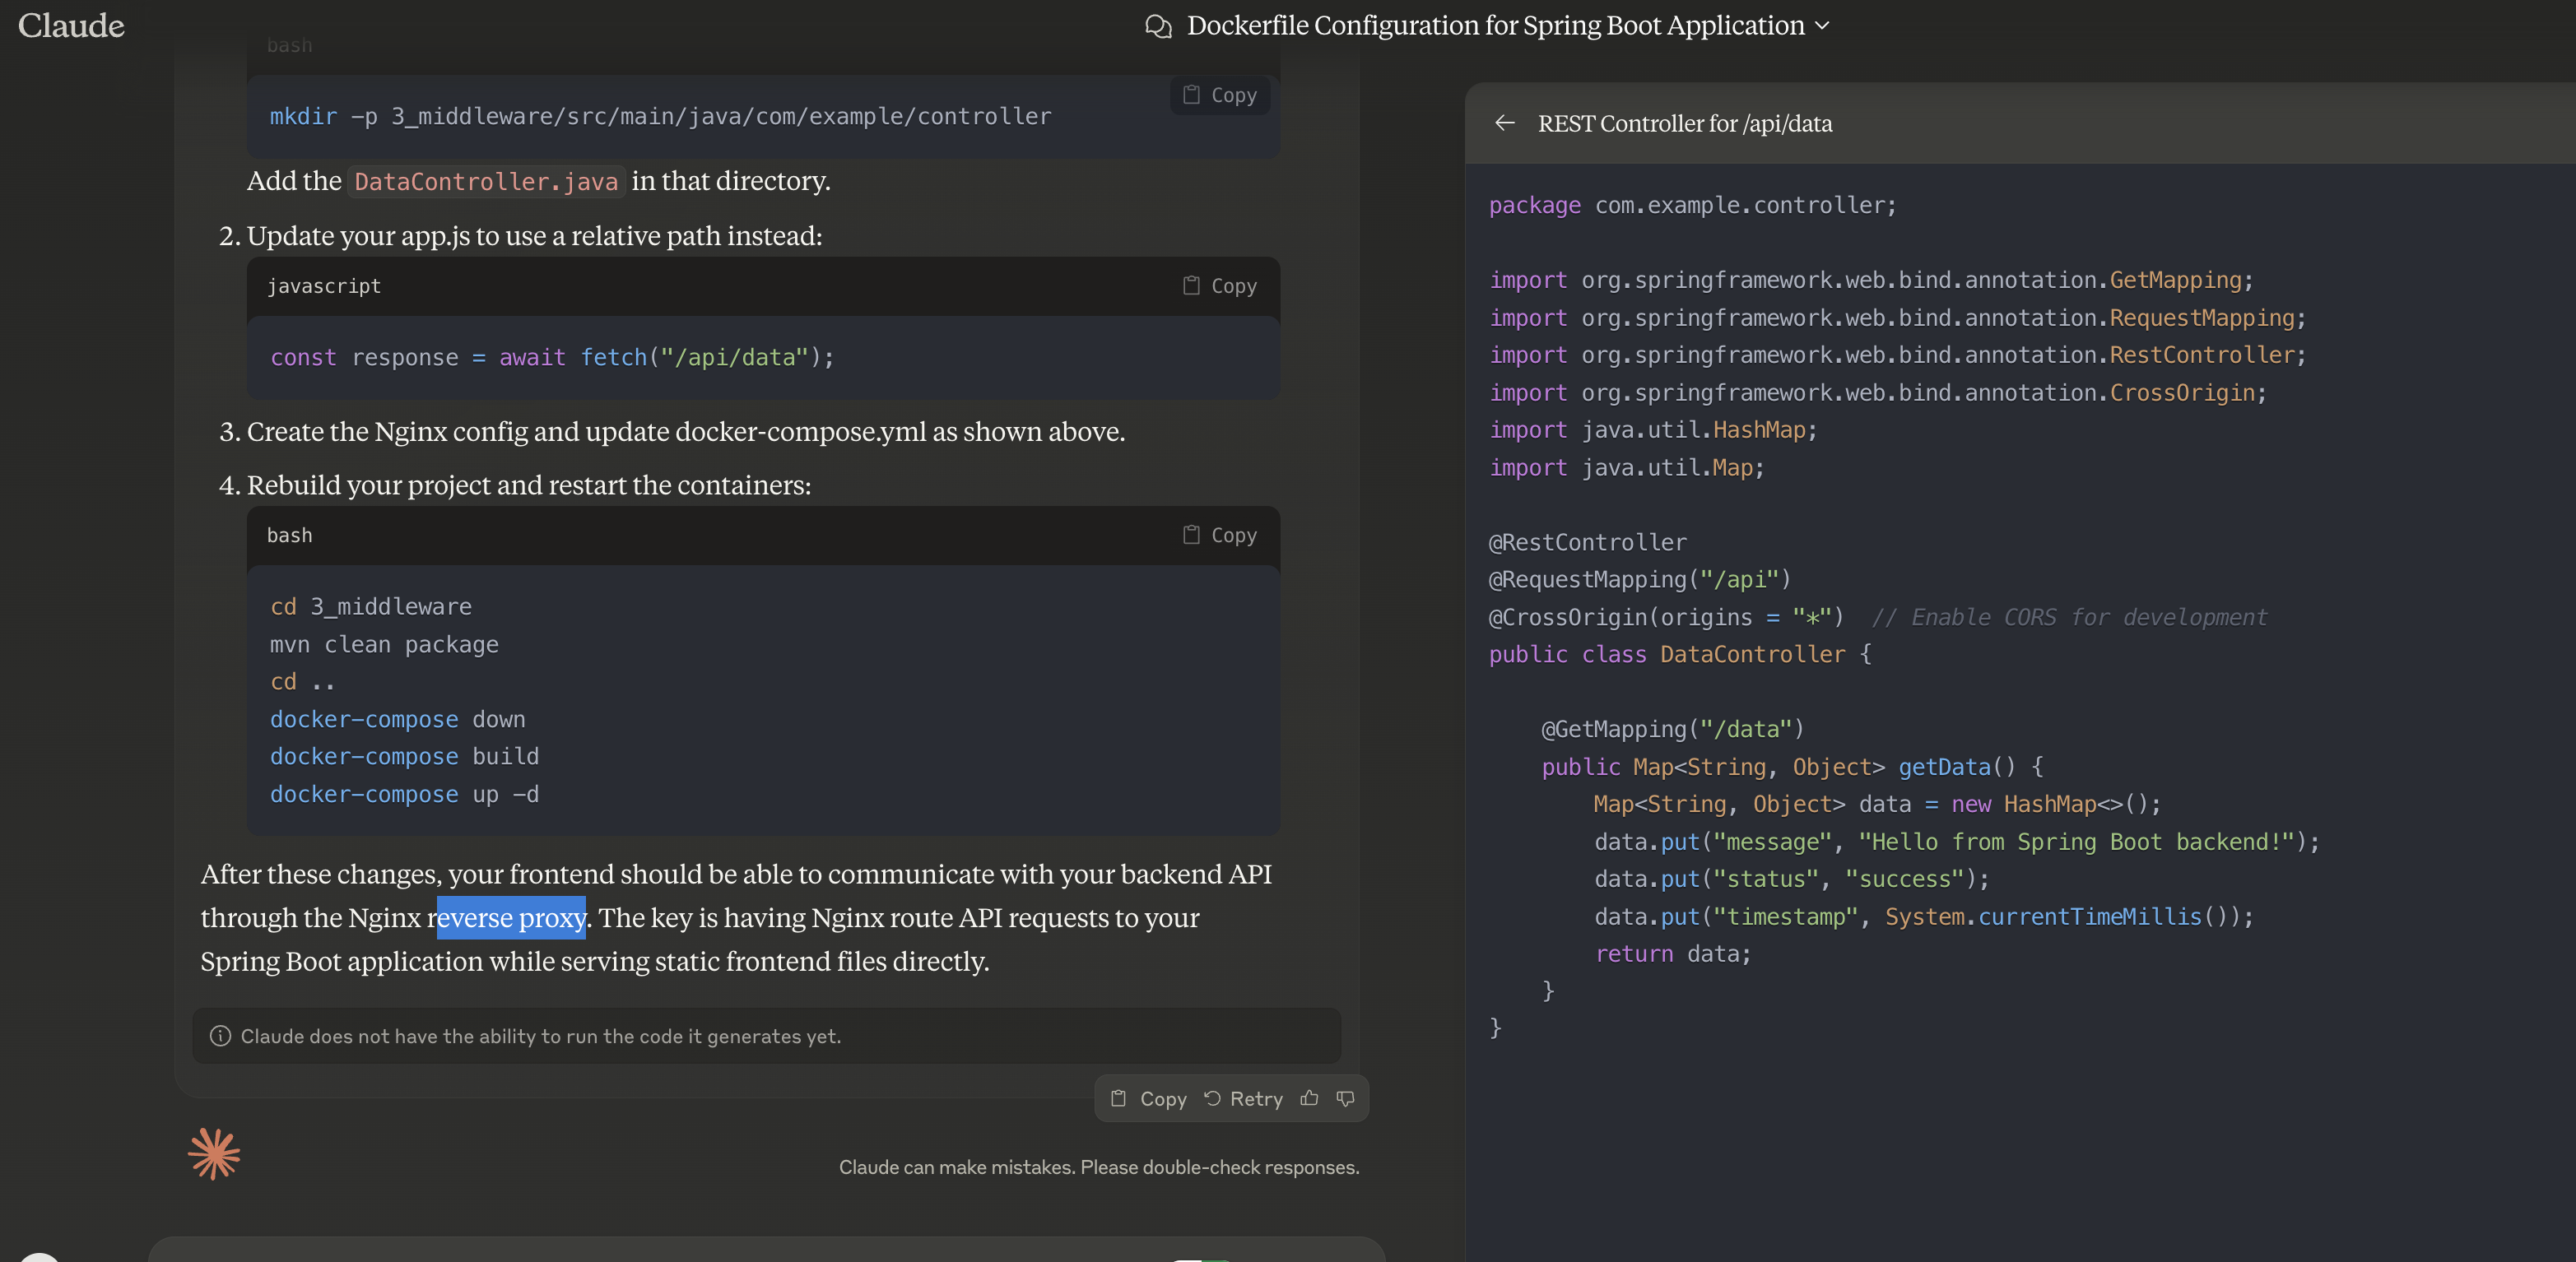 Claude
Dockerfile Configuration for Spring Boot Application
bash
Copy
mkdir -p 3_middleware/src/main/java/com/example/controller
Add the DataController.java in that directory.
2. Update your app.js to use a relative path instead:
javascript
Copy
const response = await fetch("/api/data");
3. Create the Nginx config and update docker-compose.yml as shown above.
4. Rebuild your project and restart the containers:
bash
Copy
cd 3_middleware
mvn clean package
cd ..
docker-compose down
docker-compose build
docker-compose up -d
After these changes, your frontend should be able to communicate with your backend API
through the Nginx reverse proxy. The key is having Nginx route API requests to your
Spring Boot application while serving static frontend files directly.
Claude does not have the ability to run the code it generates yet.
Copy Retry
Claude can make mistakes. Please double-check responses.
REST Controller for /api/data
package com.example.controller;
import org.springframework.web.bind.annotation.GetMapping;
import org.springframework.web.bind.annotation.RequestMapping;
import org.springframework.web.bind.annotation.RestController;
import org.springframework.web.bind.annotation.CrossOrigin;
import java.util.HashMap;
import java.util.Map;
@RestController
@RequestMapping("/api")
@CrossOrigin(origins = "*")  // Enable CORS for development
public class DataController {
    @GetMapping("/data")
    public Map<String, Object> getData() {
        Map<String, Object> data = new HashMap<>();
        data.put("message", "Hello from Spring Boot backend!");
        data.put("status", "success");
        data.put("timestamp", System.currentTimeMillis());
        return data;
    }
}